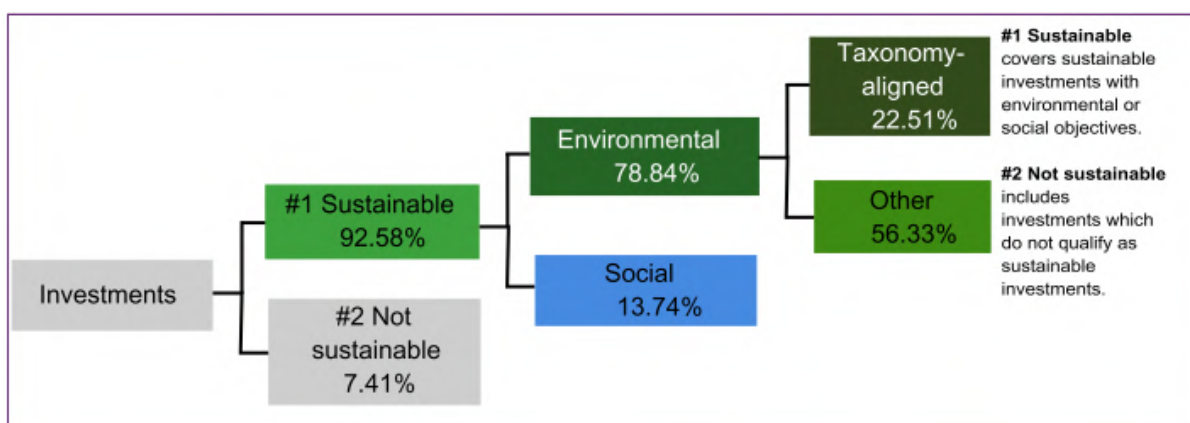 Investments
#1 Sustainable
92.58%
#2 Not
sustainable
7.41%
Environmental
78.84%
Social
13.74%
Taxonomy-
aligned
22.51%
Other
56.33%
#1 Sustainable
covers sustainable
investments with
environmental or
social objectives.
#2 Not sustainable
includes
investments which
do not qualify as
sustainable
investments.